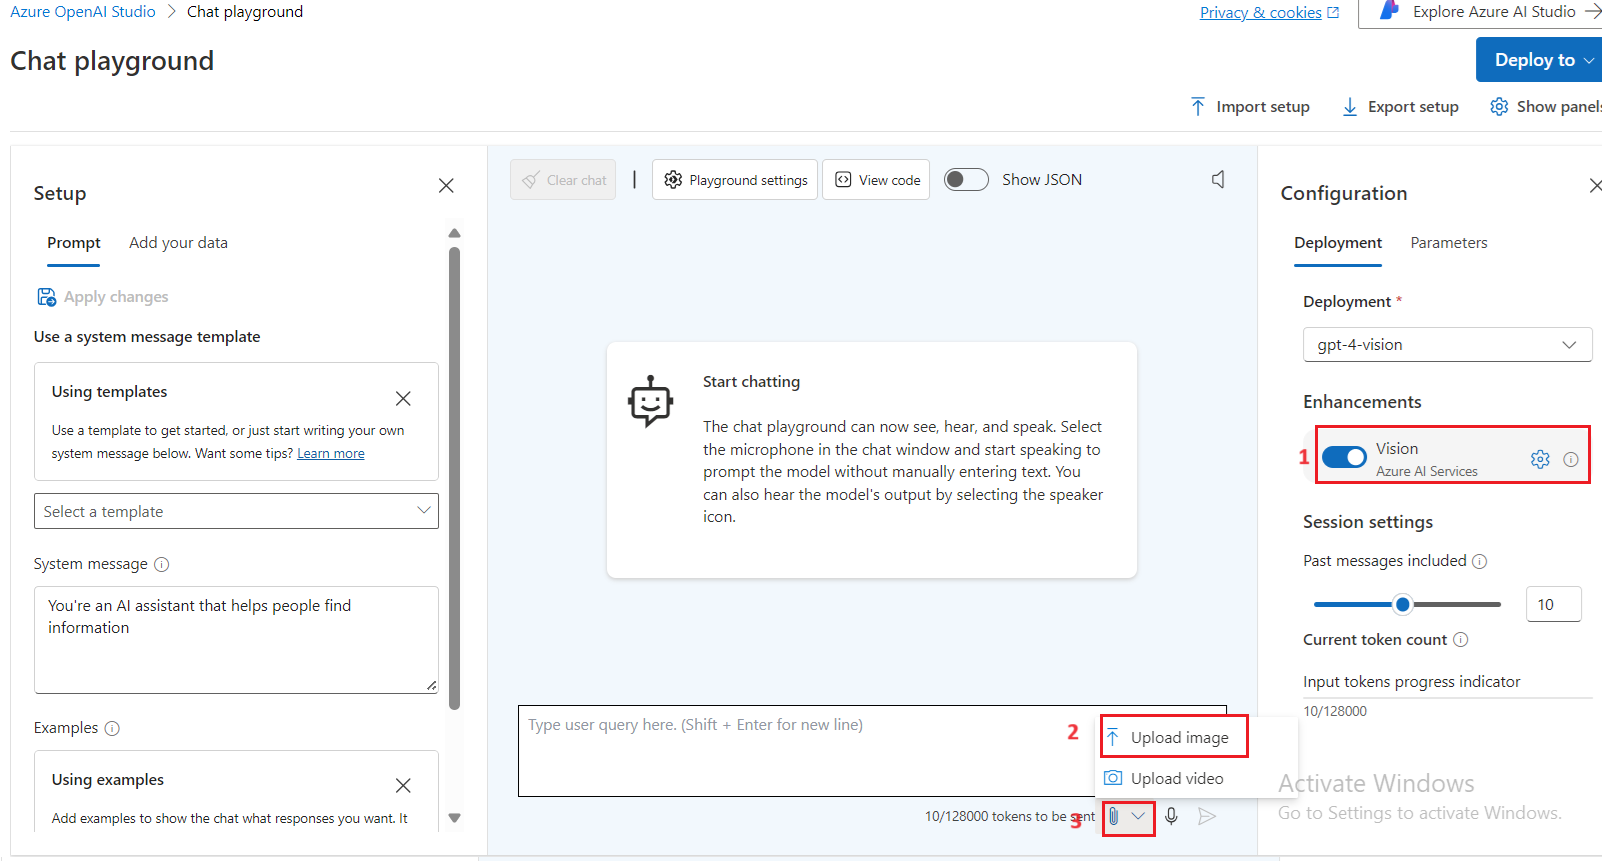 Azure OpenAI Studio > Chat playground
Privacy & cookies
Explore Azure AI Studio
Chat playground
Deploy to
Import setup
Export setup
Show panels
Setup
Prompt
Add your data
Apply changes
Use a system message template
Using templates
Use a template to get started, or just start writing your own
system message below. Want some tips? Learn more
Select a template
System message
You're an AI assistant that helps people find
information
Examples
Using examples
Add examples to show the chat what responses you want. It
Clear chat
|
Playground settings
View code
Show JSON
Start chatting
The chat playground can now see, hear, and speak. Select
the microphone in the chat window and start speaking to
prompt the model without manually entering text. You
can also hear the model's output by selecting the speaker
icon.
Type user query here. (Shift + Enter for new line)
2
Upload image
Upload video
10/128000 tokens to be sent
3
Configuration
Deployment
Parameters
Deployment *
gpt-4-vision
Enhancements
1
Vision
Azure AI Services
Session settings
Past messages included
10
Current token count
Input tokens progress indicator
10/128000
Activate Windows
Go to Settings to activate Windows.